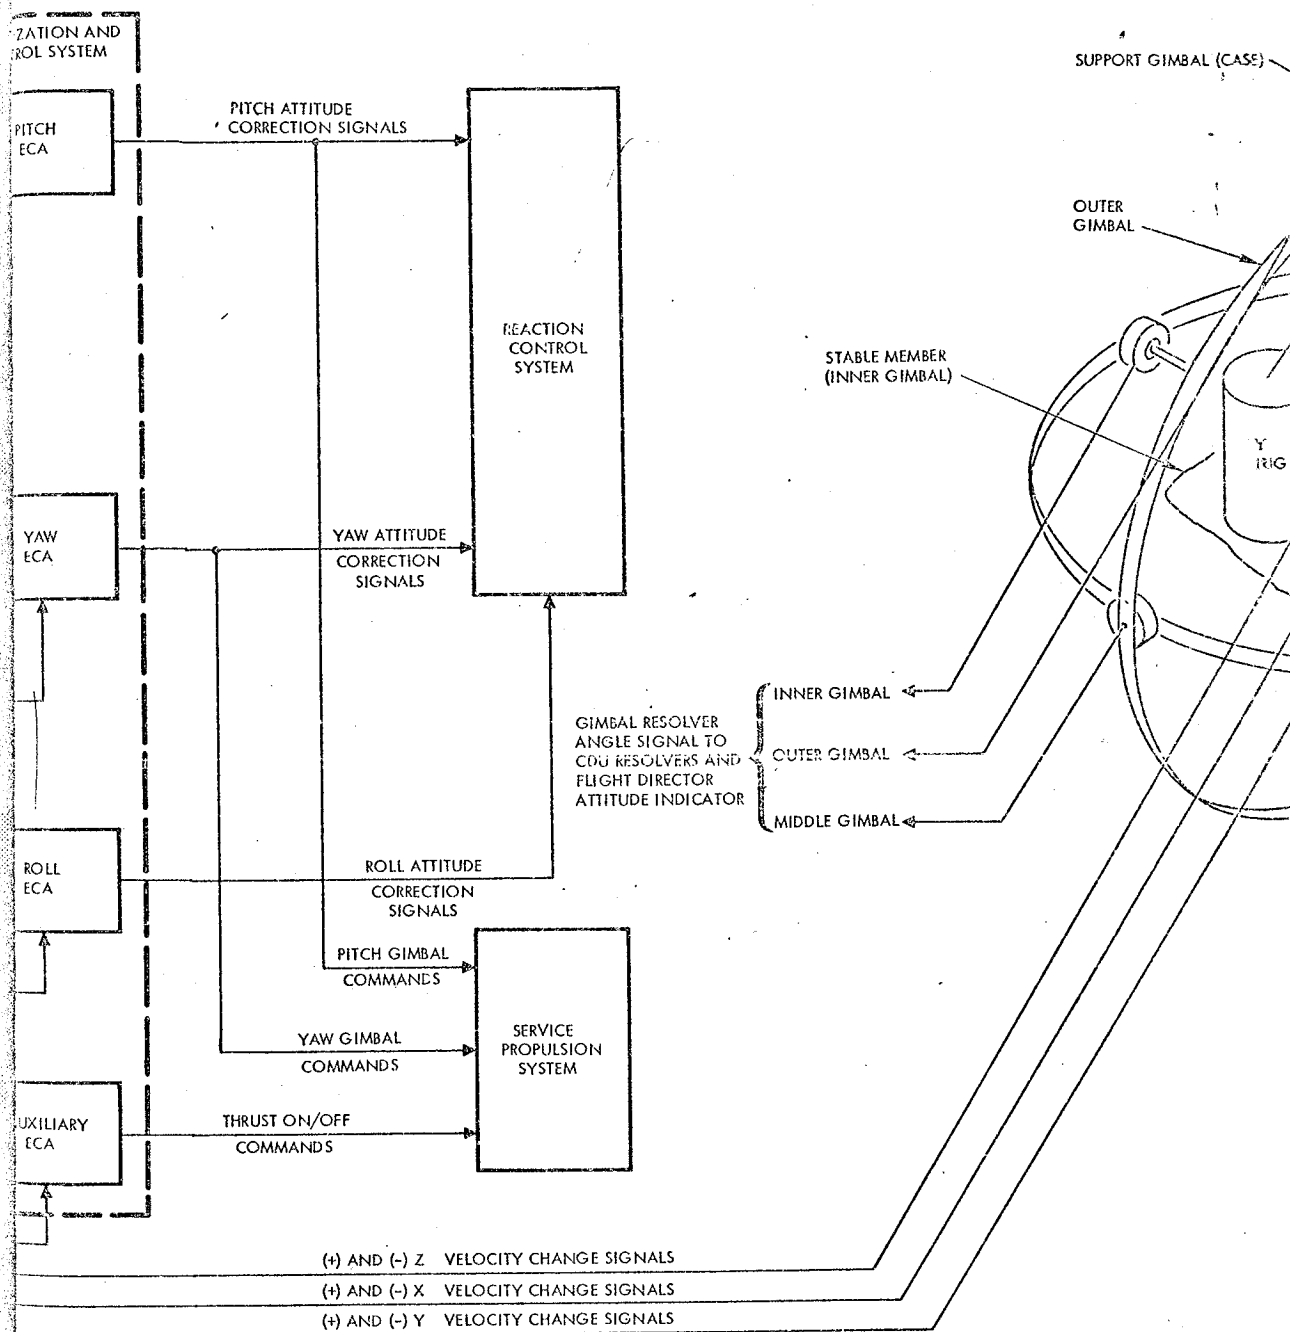 ZATION AND
ROL SYSTEM
PITCH
ECA
PITCH ATTITUDE
CORRECTION SIGNALS
REACTION
CONTROL
SYSTEM
YAW
ECA
YAW ATTITUDE
CORRECTION
SIGNALS
ROLL
ECA
ROLL ATTITUDE
CORRECTION
SIGNALS
PITCH GIMBAL
COMMANDS
YAW GIMBAL
COMMANDS
SERVICE
PROPULSION
SYSTEM
UXILIARY
ECA
THRUST ON/OFF
COMMANDS
SUPPORT GIMBAL (CASE)
OUTER
GIMBAL
STABLE MEMBER
(INNER GIMBAL)
Y
IRIG
GIMBAL RESOLVER
ANGLE SIGNAL TO
CDU RESOLVERS AND
FLIGHT DIRECTOR
ATTITUDE INDICATOR
INNER GIMBAL
OUTER GIMBAL
MIDDLE GIMBAL
(+) AND (-) Z VELOCITY CHANGE SIGNALS
(+) AND (-) X VELOCITY CHANGE SIGNALS
(+) AND (-) Y VELOCITY CHANGE SIGNALS